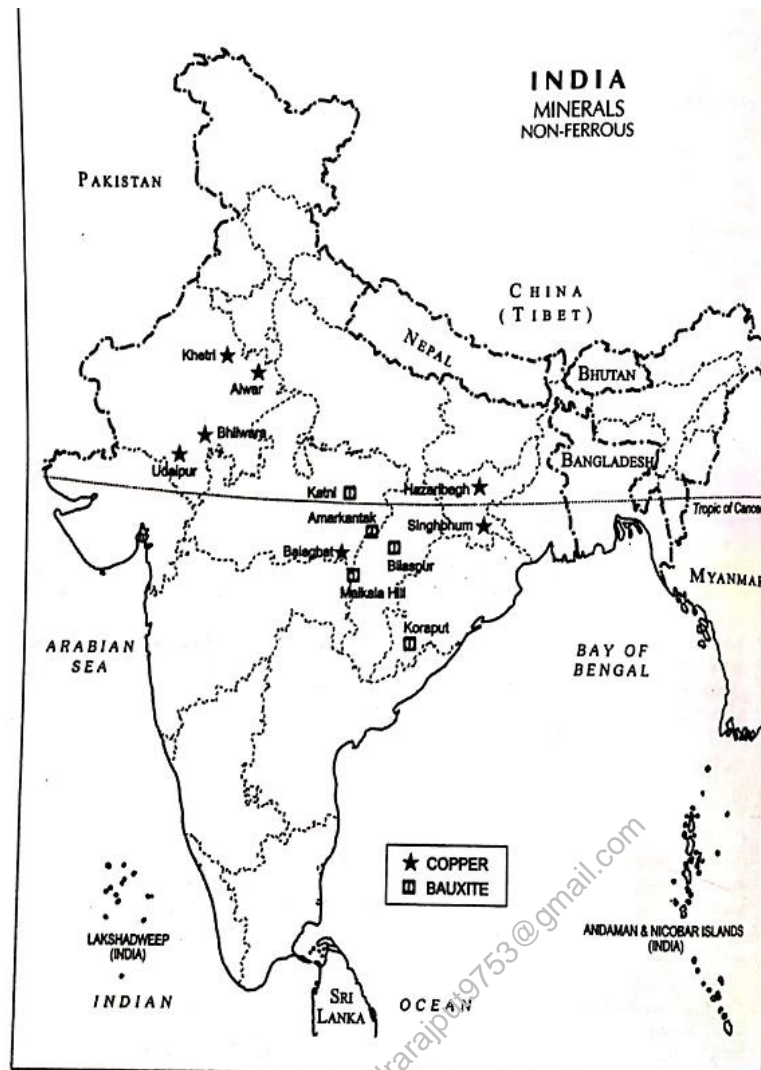 INDIA
MINERALS
NON-FERROUS
PAKISTAN
CHINA
(TIBET)
NEPAL
BHUTAN
BANGLADESH
Khetri
Alwar
Bhilwara
Udaipur
Katni
Hazaribagh
Tropic of Cance
Amarkantak
Singhbhum
Balaghat
Bilaspur
Maikala Hill
MYANMAR
Koraput
ARABIAN
SEA
BAY OF
BENGAL
COPPER
BAUXITE
LAKSHADWEEP
(INDIA)
ANDAMAN & NICOBAR ISLANDS
(INDIA)
INDIAN
OCEAN
SRI
LANKA